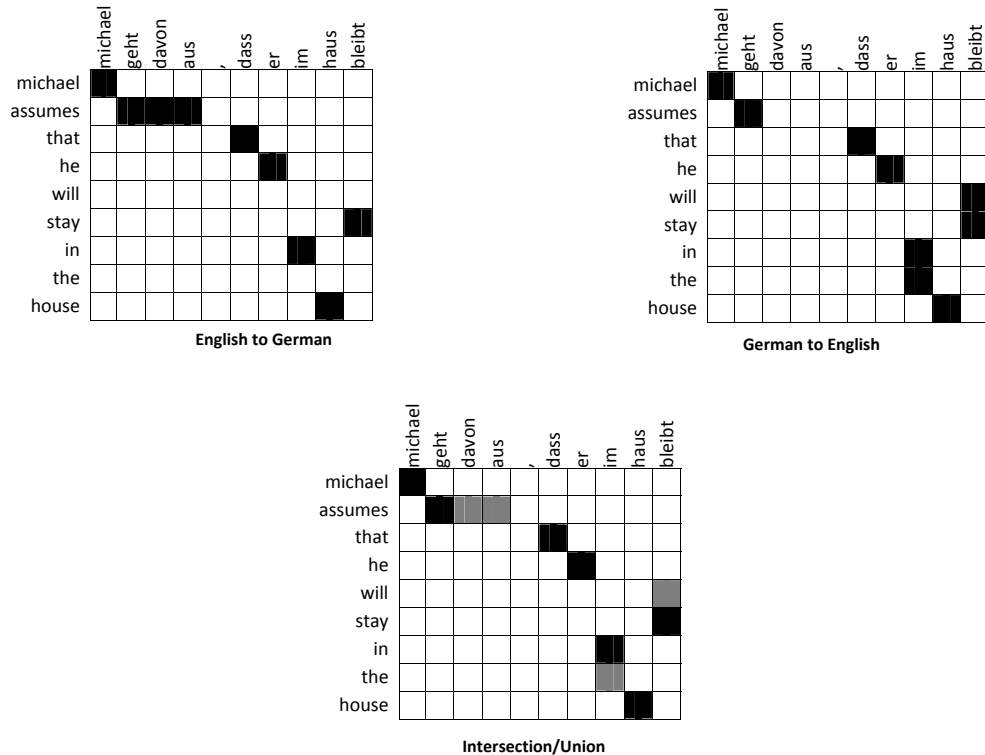 michael geht davon aus , dass er im haus bleibt
michael
assumes
that
he
will
stay
in
the
house
English to German
michael geht davon aus , dass er im haus bleibt
michael
assumes
that
he
will
stay
in
the
house
German to English
michael geht davon aus , dass er im haus bleibt
michael
assumes
that
he
will
stay
in
the
house
Intersection/Union